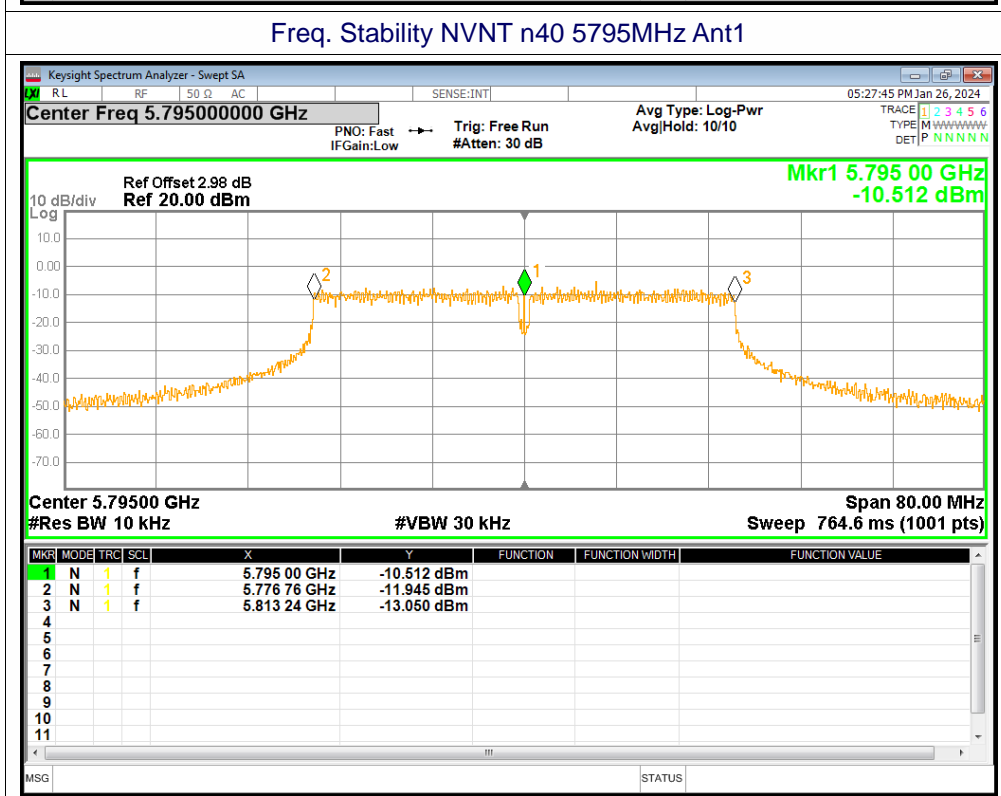 Freq. Stability NVNT n40 5795MHz Ant1
Keysight Spectrum Analyzer - Swept SA
LXI RL RF 50 Ω AC SENSE:INT 05:27:45 PM Jan 26, 2024
Center Freq 5.795000000 GHz
PNO: Fast
IFGain:Low
Trig: Free Run
#Atten: 30 dB
Avg Type: Log-Pwr
Avg|Hold: 10/10
TRACE 1 2 3 4 5 6
TYPE M WWWWW
DET P N N N N N
Mkr1 5.795 00 GHz
-10.512 dBm
10 dB/div
Log
Ref Offset 2.98 dB
Ref 20.00 dBm
10.0
0.00
-10.0
-20.0
-30.0
-40.0
-50.0
-60.0
-70.0
2
1
3
Center 5.79500 GHz Span 80.00 MHz
#Res BW 10 kHz #VBW 30 kHz Sweep 764.6 ms (1001 pts)
MKR MODE TRC SCL X Y FUNCTION FUNCTION WIDTH FUNCTION VALUE
1 N 1 f 5.795 00 GHz -10.512 dBm
2 N 1 f 5.776 76 GHz -11.945 dBm
3 N 1 f 5.813 24 GHz -13.050 dBm
4
5
6
7
8
9
10
11
MSG STATUS